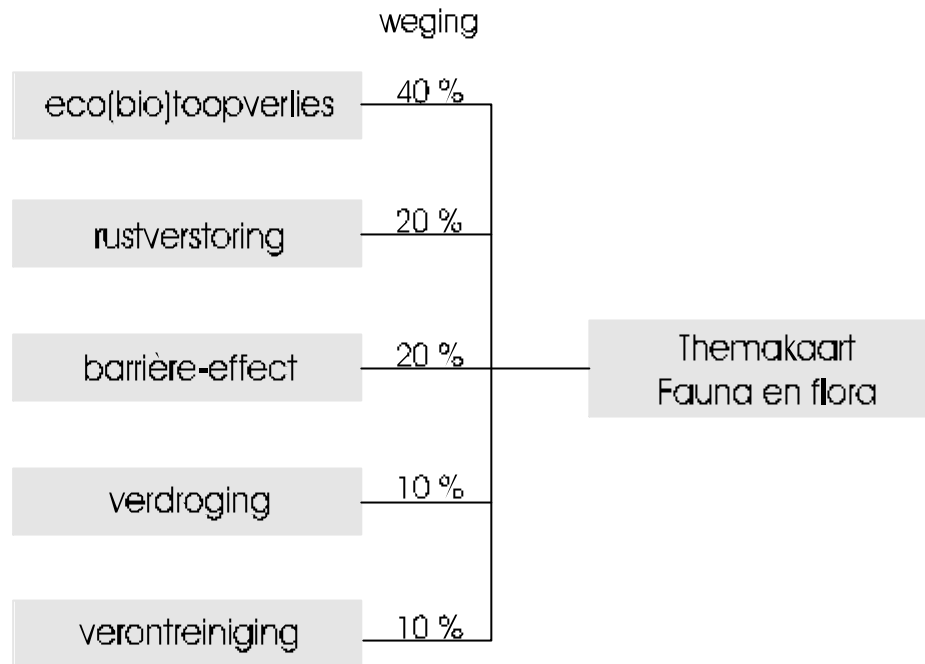 weging
eco(bio)toopverlies 40 %
rustverstoring 20 %
barrière-effect 20 %
Themakaart
Fauna en flora
verdroging 10 %
verontreiniging 10 %